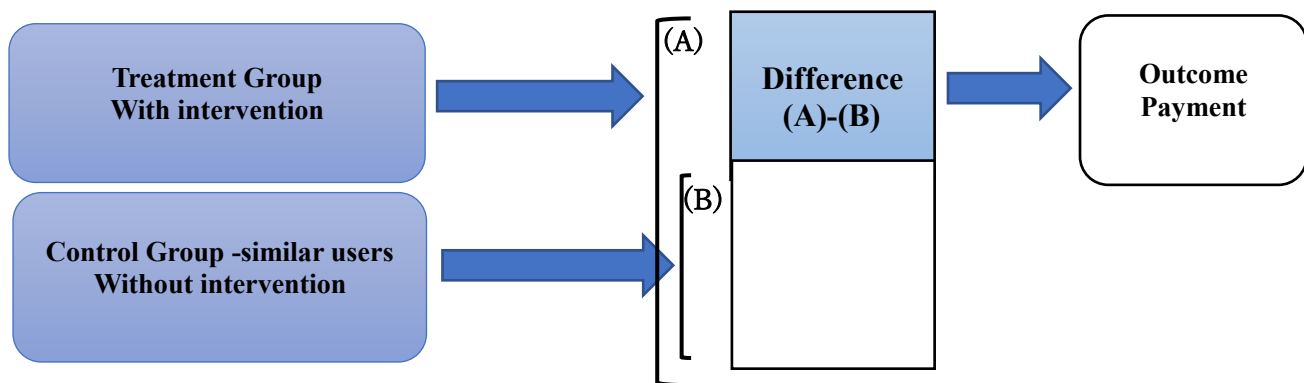 Treatment Group
With intervention
Control Group -similar users
Without intervention
(A)
(B)
Difference
(A)-(B)
Outcome
Payment